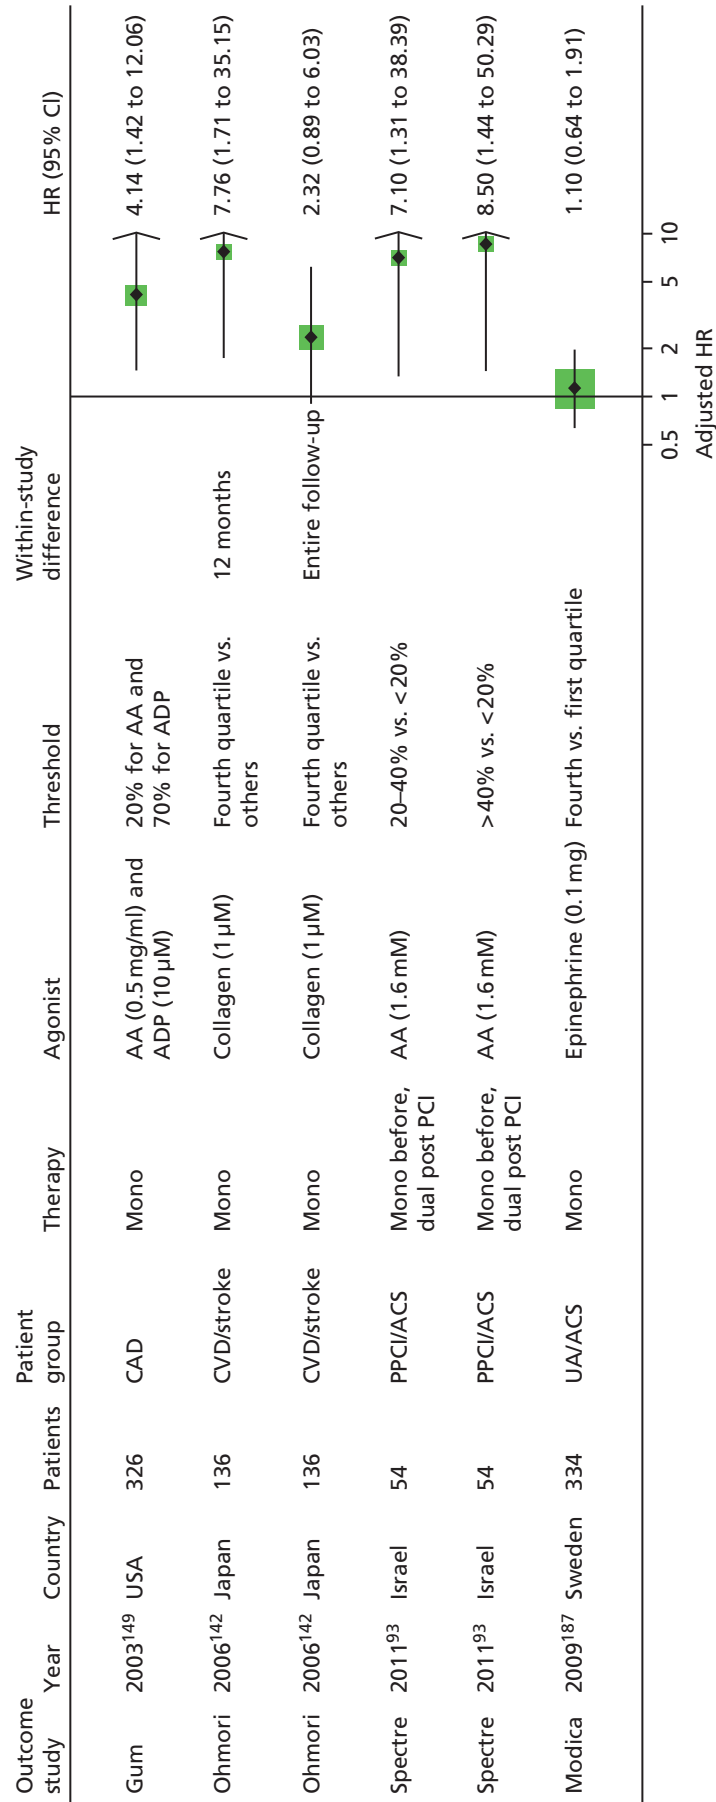 Outcome study Year Country Patients Patient group Therapy Agonist Threshold Within-study difference HR (95% CI)
Gum 2003149 USA 326 CAD Mono AA (0.5 mg/ml) and ADP (10 µM) 20% for AA and 70% for ADP 4.14 (1.42 to 12.06)
Ohmori 2006142 Japan 136 CVD/stroke Mono Collagen (1 µM) Fourth quartile vs. others 12 months 7.76 (1.71 to 35.15)
Ohmori 2006142 Japan 136 CVD/stroke Mono Collagen (1 µM) Fourth quartile vs. others Entire follow-up 2.32 (0.89 to 6.03)
Spectre 201193 Israel 54 PPCI/ACS Mono before, dual post PCI AA (1.6 mM) 20–40% vs. <20% 7.10 (1.31 to 38.39)
Spectre 201193 Israel 54 PPCI/ACS Mono before, dual post PCI AA (1.6 mM) >40% vs. <20% 8.50 (1.44 to 50.29)
Modica 2009187 Sweden 334 UA/ACS Mono Epinephrine (0.1 mg) Fourth vs. first quartile 1.10 (0.64 to 1.91)
0.5 1 2 5 10
Adjusted HR